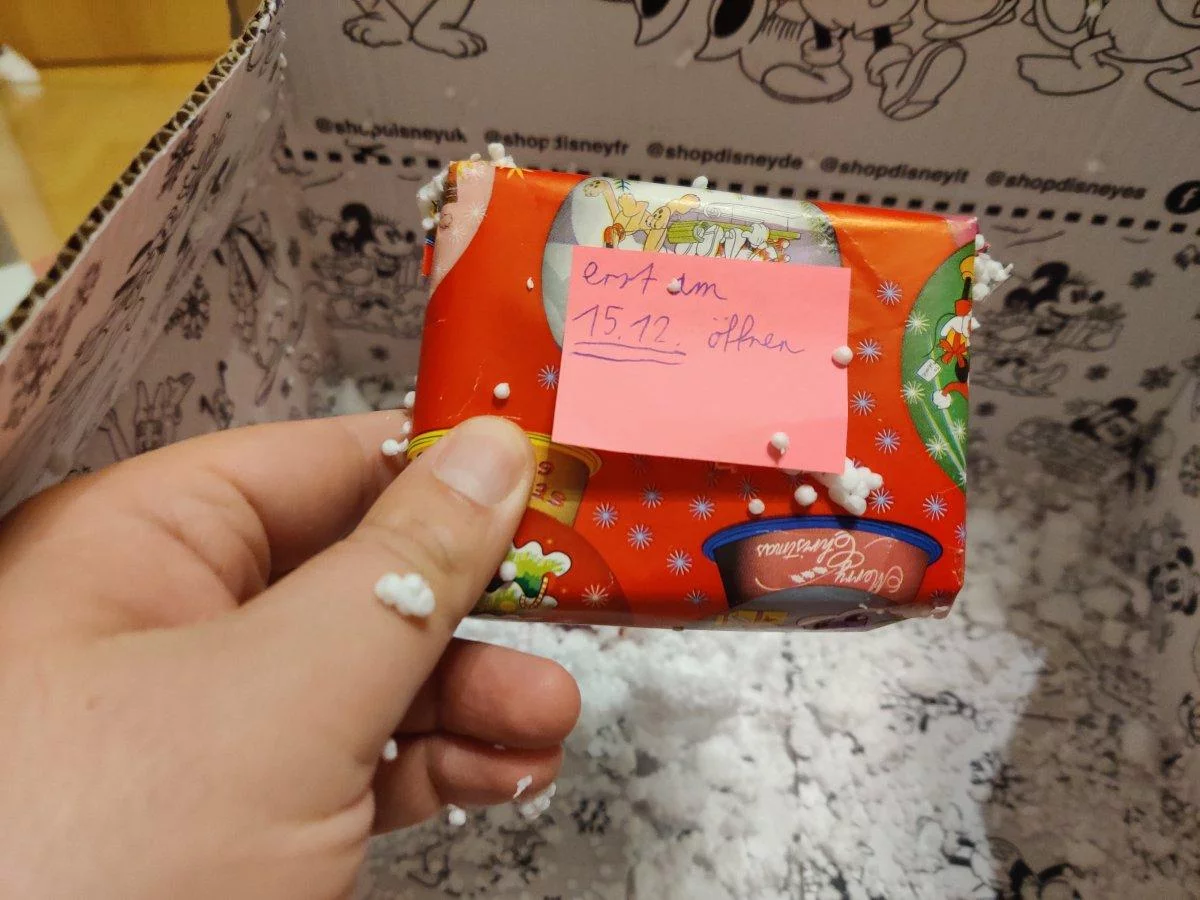 @shopdisneyuk @shopdisneyfr @shopdisneyde @shopdisneyit @shopdisneyes
erst am
15.12. öffnen
Merry
Christmas